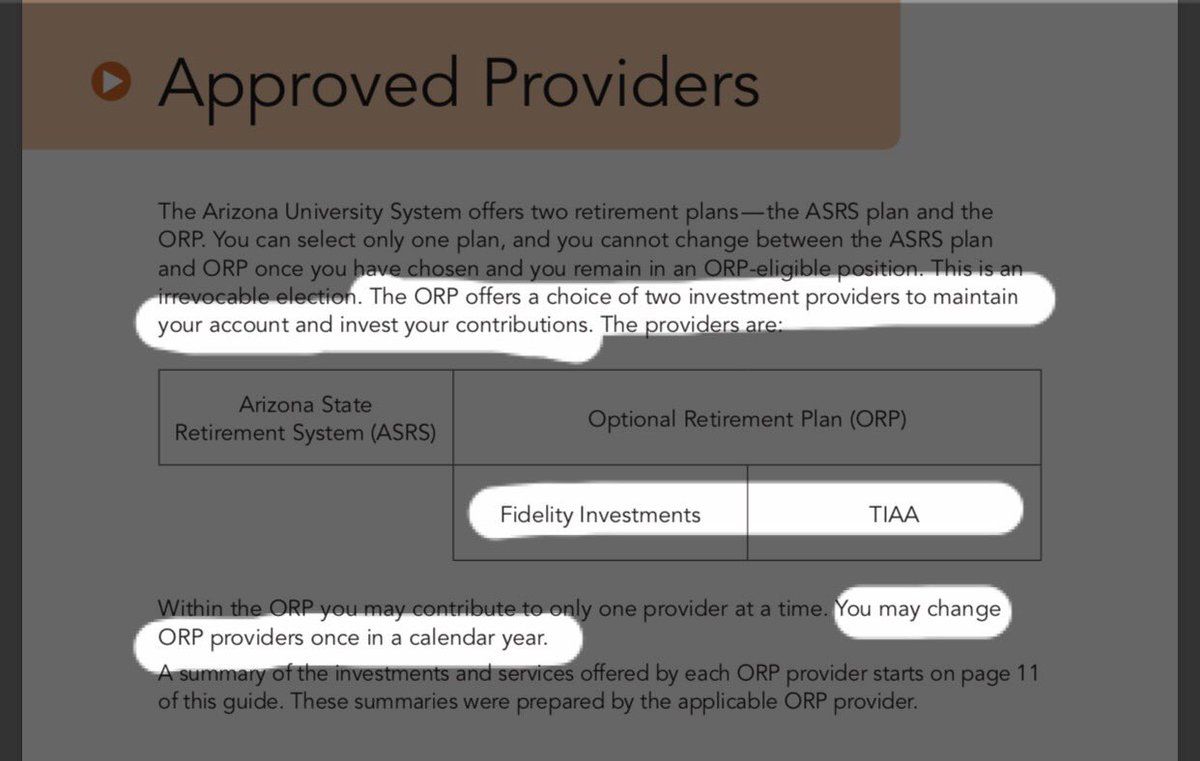 Approved Providers
The Arizona University System offers two retirement plans—the ASRS plan and the
ORP. You can select only one plan, and you cannot change between the ASRS plan
and ORP once you have chosen and you remain in an ORP-eligible position. This is an
irrevocable election. The ORP offers a choice of two investment providers to maintain
your account and invest your contributions. The providers are:
Arizona State
Retirement System (ASRS)
Optional Retirement Plan (ORP)
Fidelity Investments
TIAA
Within the ORP you may contribute to only one provider at a time. You may change
ORP providers once in a calendar year.
A summary of the investments and services offered by each ORP provider starts on page 11
of this guide. These summaries were prepared by the applicable ORP provider.